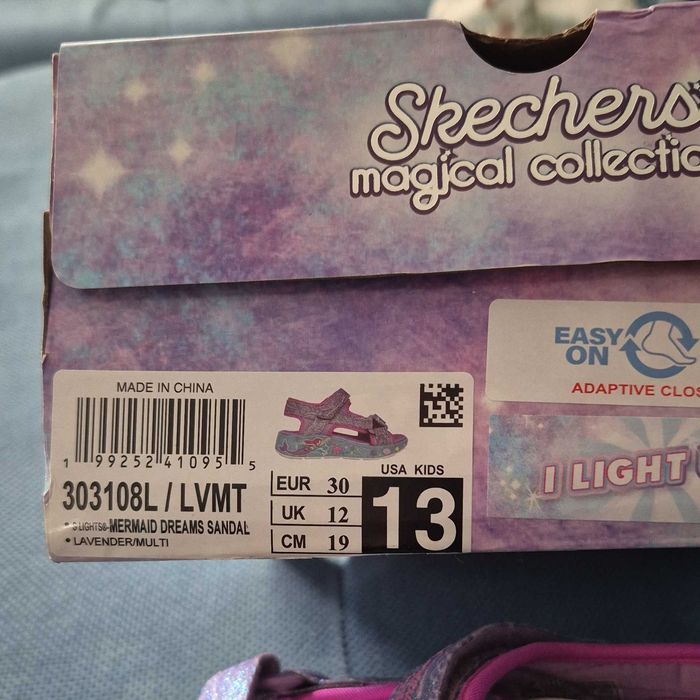 Skechers
magical collectio
EASY
ON
ADAPTIVE CLOS
I LIGHT U
MADE IN CHINA
1 99252 41095 5
303108L / LVMT
• S LIGHTS®-MERMAID DREAMS SANDAL
• LAVENDER/MULTI
EUR 30
UK 12
CM 19
USA KIDS
13